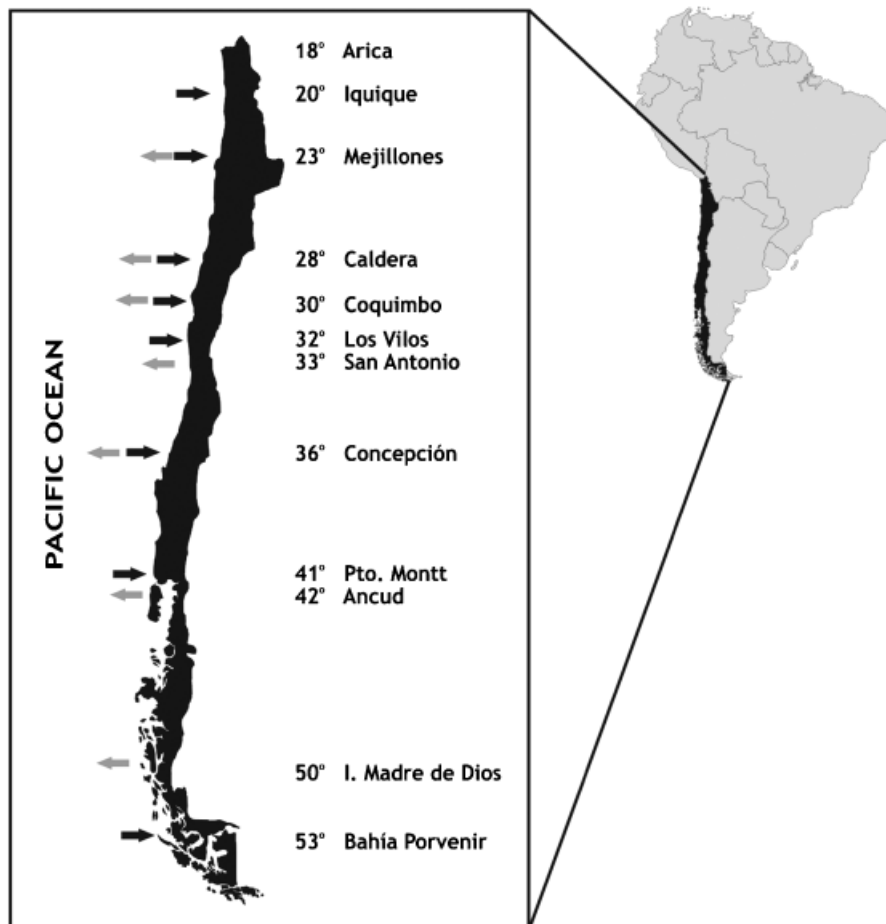 18° Arica
20° Iquique
23° Mejillones
28° Caldera
30° Coquimbo
32° Los Vilos
33° San Antonio
36° Concepción
41° Pto. Montt
42° Ancud
50° I. Madre de Dios
53° Bahía Porvenir
PACIFIC OCEAN